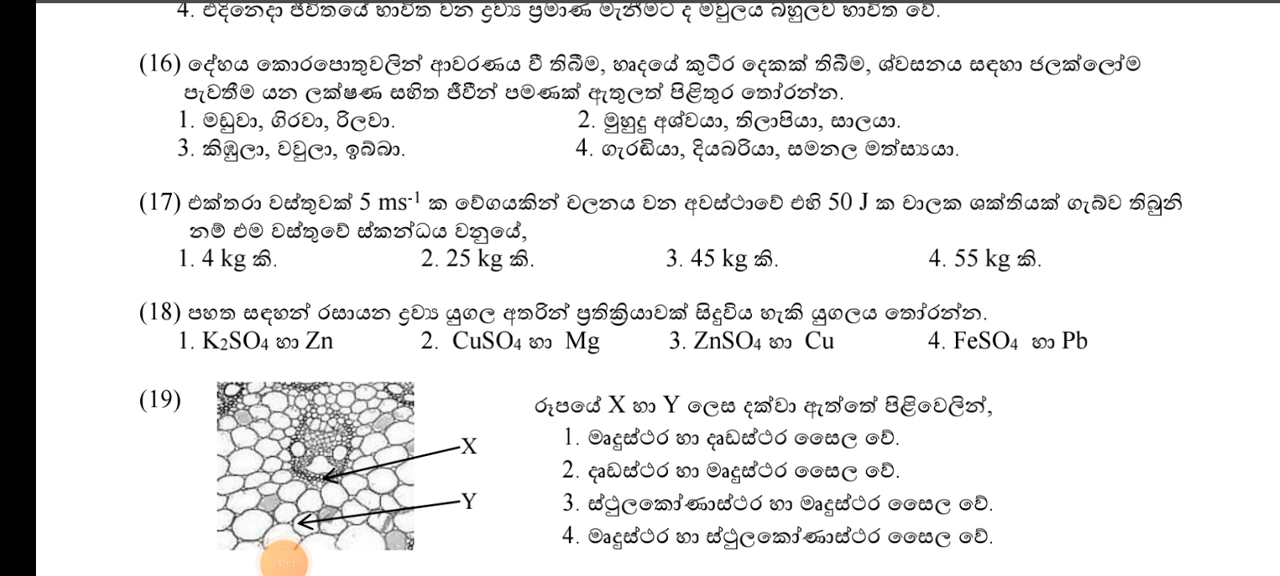 4. එදිනෙදා ජීවිතයේ භාවිත වන ද්‍රව්‍ය ප්‍රමාණ මැනීමට ද මවුලය බහුලව භාවිත වේ.
(16) දේහය කොරපොතුවලින් ආවරණය වී තිබීම, හෘදයේ කුටීර දෙකක් තිබීම, ශ්වසනය සඳහා ජලක්ලෝම
පැවතීම යන ලක්ෂණ සහිත ජීවීන් පමණක් ඇතුලත් පිළිතුර තෝරන්න.
1. මඩුවා, ගිරවා, රිලවා. 2. මුහුදු අශ්වයා, තිලාපියා, සාලයා.
3. කිඹුලා, වවුලා, ඉබ්බා. 4. ගැරඬියා, දියබරියා, සමනල මත්ස්‍යයා.
(17) එක්තරා වස්තුවක් 5 ms⁻¹ ක වේගයකින් චලනය වන අවස්ථාවේ එහි 50 J ක චාලක ශක්තියක් ගැබ්ව තිබුනි
නම් එම වස්තුවේ ස්කන්ධය වනුයේ,
1. 4 kg කි. 2. 25 kg කි. 3. 45 kg කි. 4. 55 kg කි.
(18) පහත සඳහන් රසායන ද්‍රව්‍ය යුගල අතරින් ප්‍රතික්‍රියාවක් සිදුවිය හැකි යුගලය තෝරන්න.
1. K₂SO₄ හා Zn 2. CuSO₄ හා Mg 3. ZnSO₄ හා Cu 4. FeSO₄ හා Pb
(19) රූපයේ X හා Y ලෙස දක්වා ඇත්තේ පිළිවෙලින්,
X
Y
1. මෘදුස්ථර හා දෘඩස්ථර සෛල වේ.
2. දෘඩස්ථර හා මෘදුස්ථර සෛල වේ.
3. ස්ථුලකෝණාස්ථර හා මෘදුස්ථර සෛල වේ.
4. මෘදුස්ථර හා ස්ථුලකෝණාස්ථර සෛල වේ.